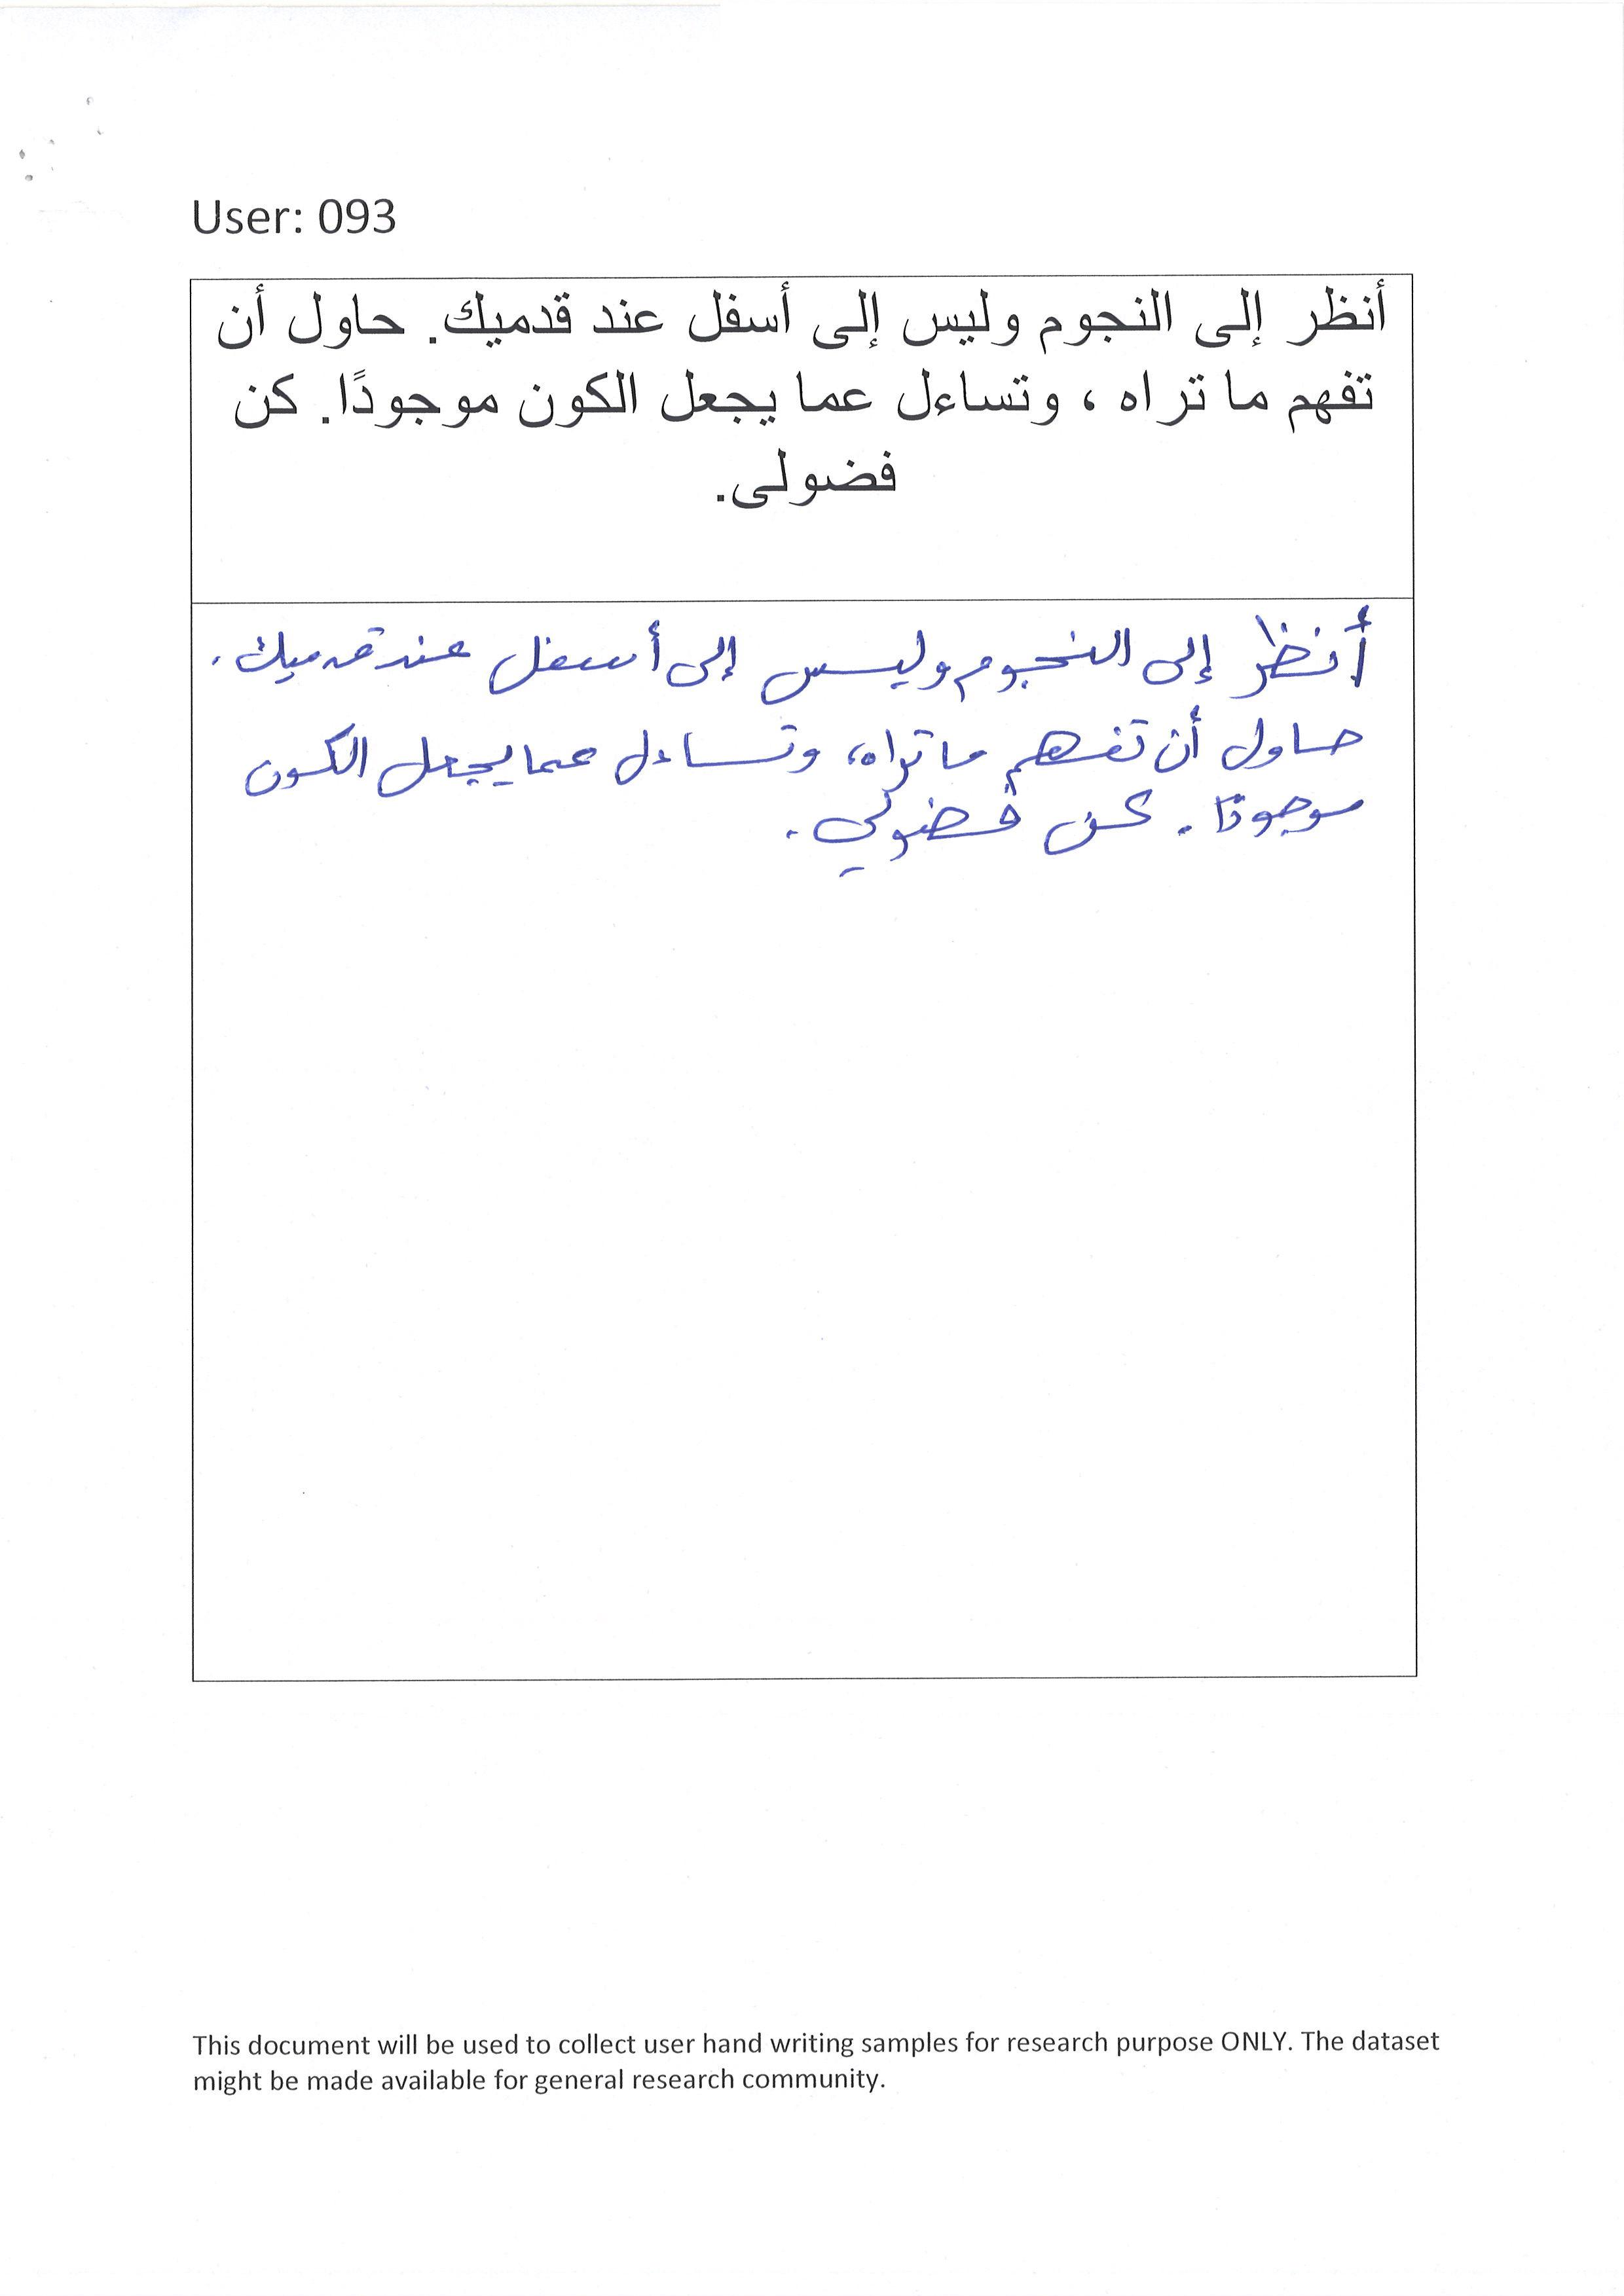 User: 093
أنظر إلى النجوم وليس إلى أسفل عند قدميك. حاول أن
تفهم ما تراه ، وتساءل عما يجعل الكون موجودًا. كن
فضولى.
أنظر إلى النجوم وليس إلى أسفل عند قدميك.
حاول أن تفهم ما تراه، وتساءل عما يجعل الكون
موجودًا. كن فضولي.
This document will be used to collect user hand writing samples for research purpose ONLY. The dataset
might be made available for general research community.